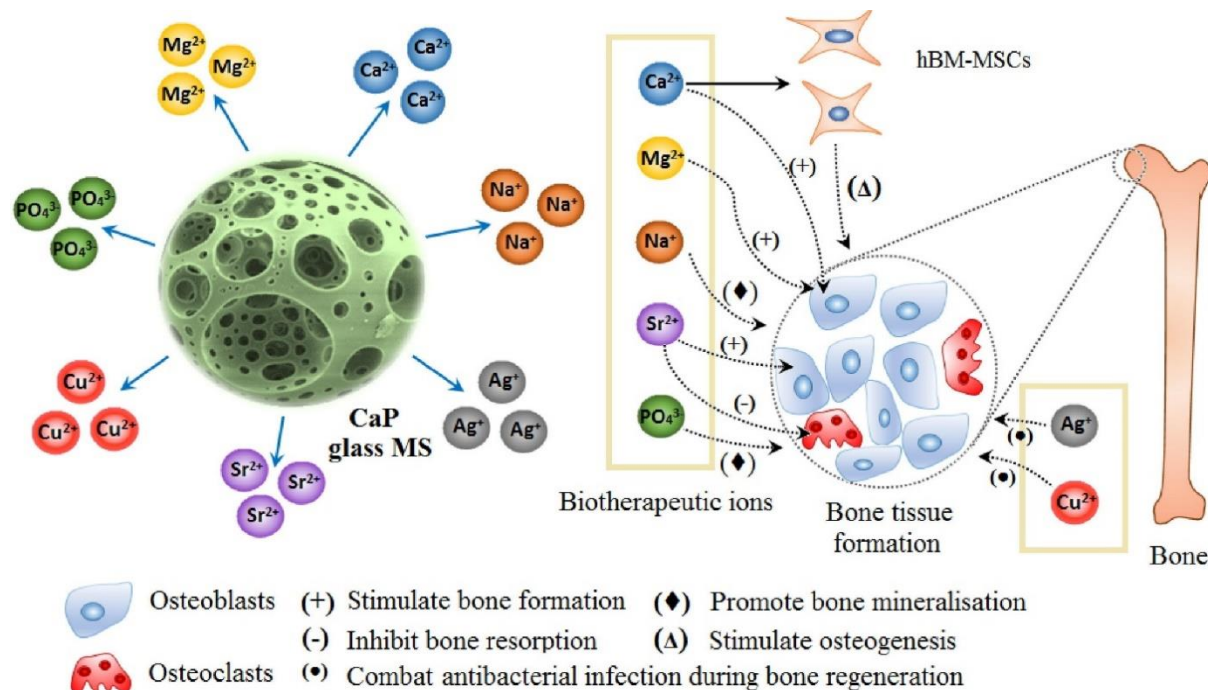 Mg²⁺
Mg²⁺
Mg²⁺
Ca²⁺
Ca²⁺
Ca²⁺
PO₄³⁻
PO₄³⁻
PO₄³⁻
Na⁺
Na⁺
Na⁺
Cu²⁺
Cu²⁺
Cu²⁺
Sr²⁺
Sr²⁺
Sr²⁺
Ag⁺
Ag⁺
Ag⁺
CaP
glass MS
Ca²⁺
Mg²⁺
Na⁺
Sr²⁺
PO₄³⁻
Biotherapeutic ions
hBM-MSCs
(+)
(Δ)
(+)
(♦)
(+)
(-)
(♦)
Bone tissue
formation
Ag⁺
(•)
(•)
Cu²⁺
Bone
Osteoblasts (+) Stimulate bone formation (♦) Promote bone mineralisation
(-) Inhibit bone resorption (Δ) Stimulate osteogenesis
Osteoclasts (•) Combat antibacterial infection during bone regeneration